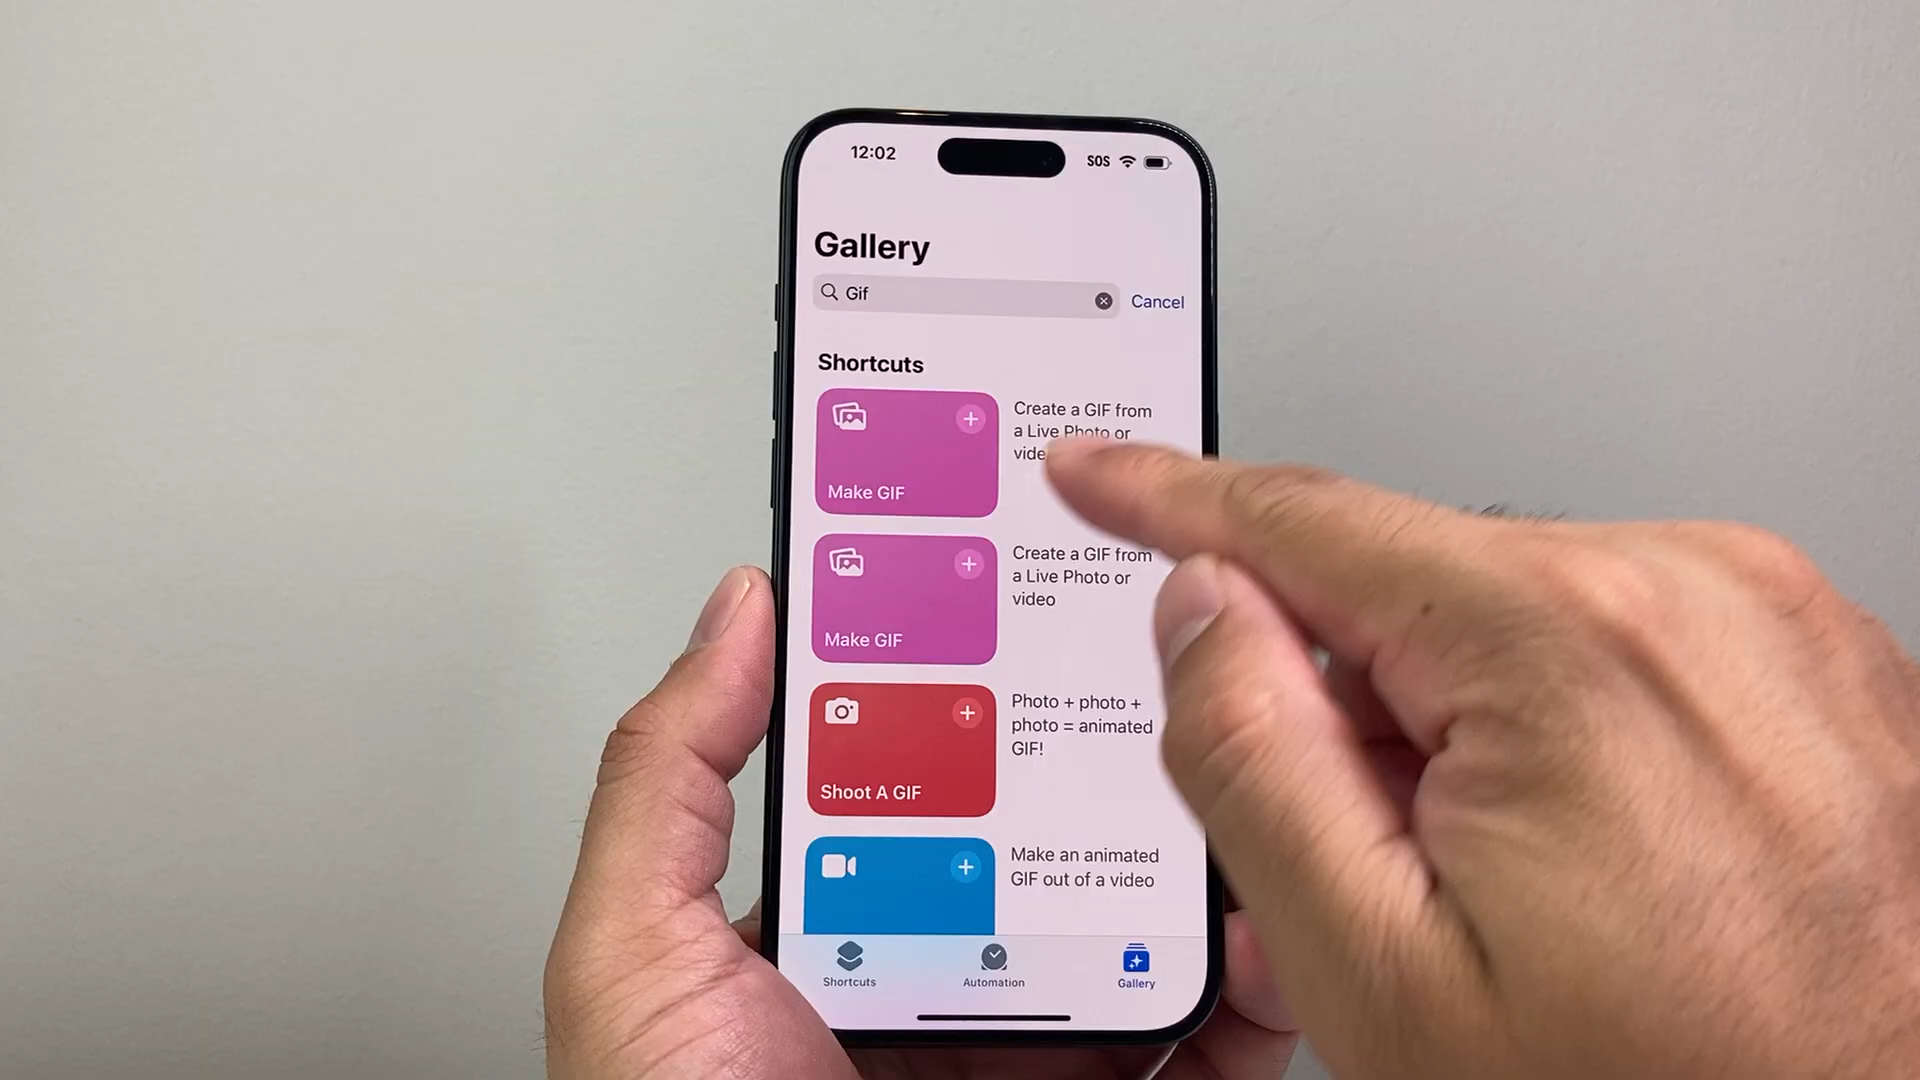 12:02
SOS
Gallery
Gif
Cancel
Shortcuts
Make GIF
Create a GIF from
a Live Photo or
Make GIF
Create a GIF from
a Live Photo or
video
Shoot A GIF
Photo + photo +
photo = animated
GIF!
Make an animated
GIF out of a video
Shortcuts
Automation
Gallery